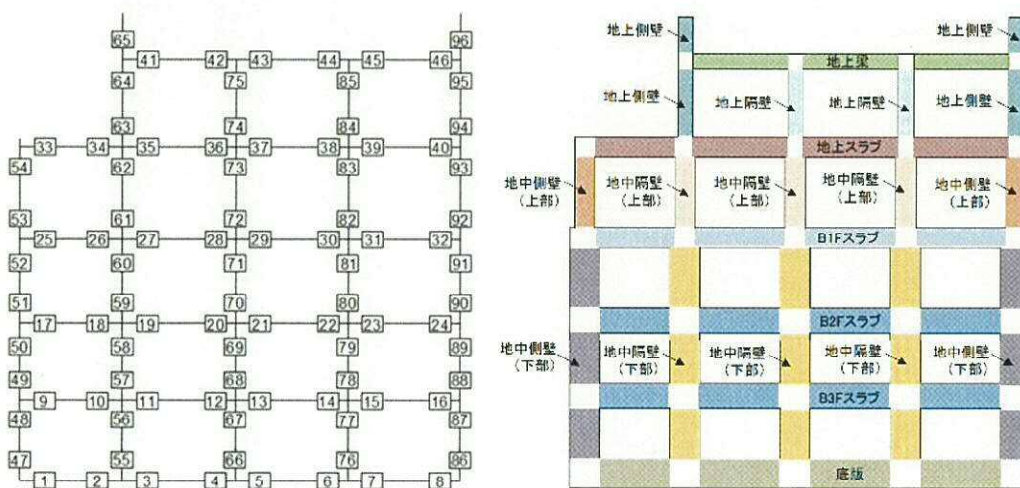 65 96
41 42 43 44 45 46
64 75 85 95
63 74 84 94
33 34 35 36 37 38 39 40
54 62 73 83 93
53 61 72 82 92
25 26 27 28 29 30 31 32
52 60 71 81 91
51 59 70 80 90
17 18 19 20 21 22 23 24
50 58 69 79 89
49 57 68 78 88
9 10 11 12 13 14 15 16
48 56 67 77 87
47 55 66 76 86
1 2 3 4 5 6 7 8
地上側壁 地上側壁
地上梁
地上側壁 地上隔壁 地上隔壁 地上側壁
地上スラブ
地中側壁 地中隔壁 地中隔壁 地中隔壁 地中側壁
(上部) (上部) (上部) (上部) (上部)
B1Fスラブ
B2Fスラブ
地中側壁 地中隔壁 地中隔壁 地中隔壁 地中側壁
(下部) (下部) (下部) (下部) (下部)
B3Fスラブ
底版